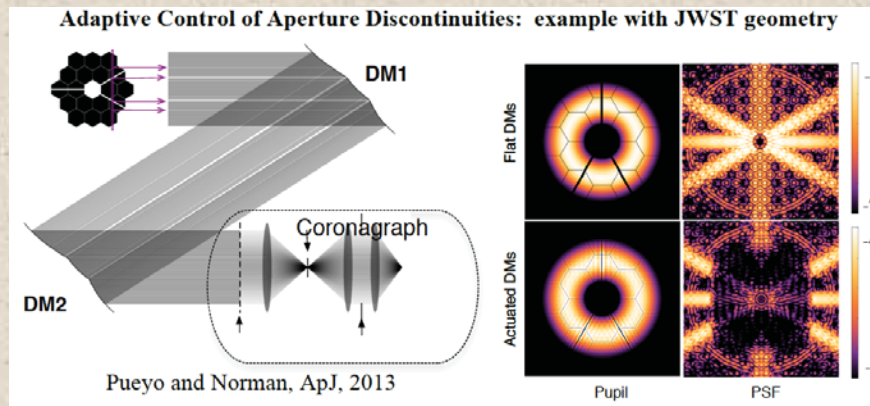 Adaptive Control of Aperture Discontinuities: example with JWST geometry
DM1
Coronagraph
DM2
Pueyo and Norman, ApJ, 2013
Flat DMs
Actuated DMs
Pupil
PSF